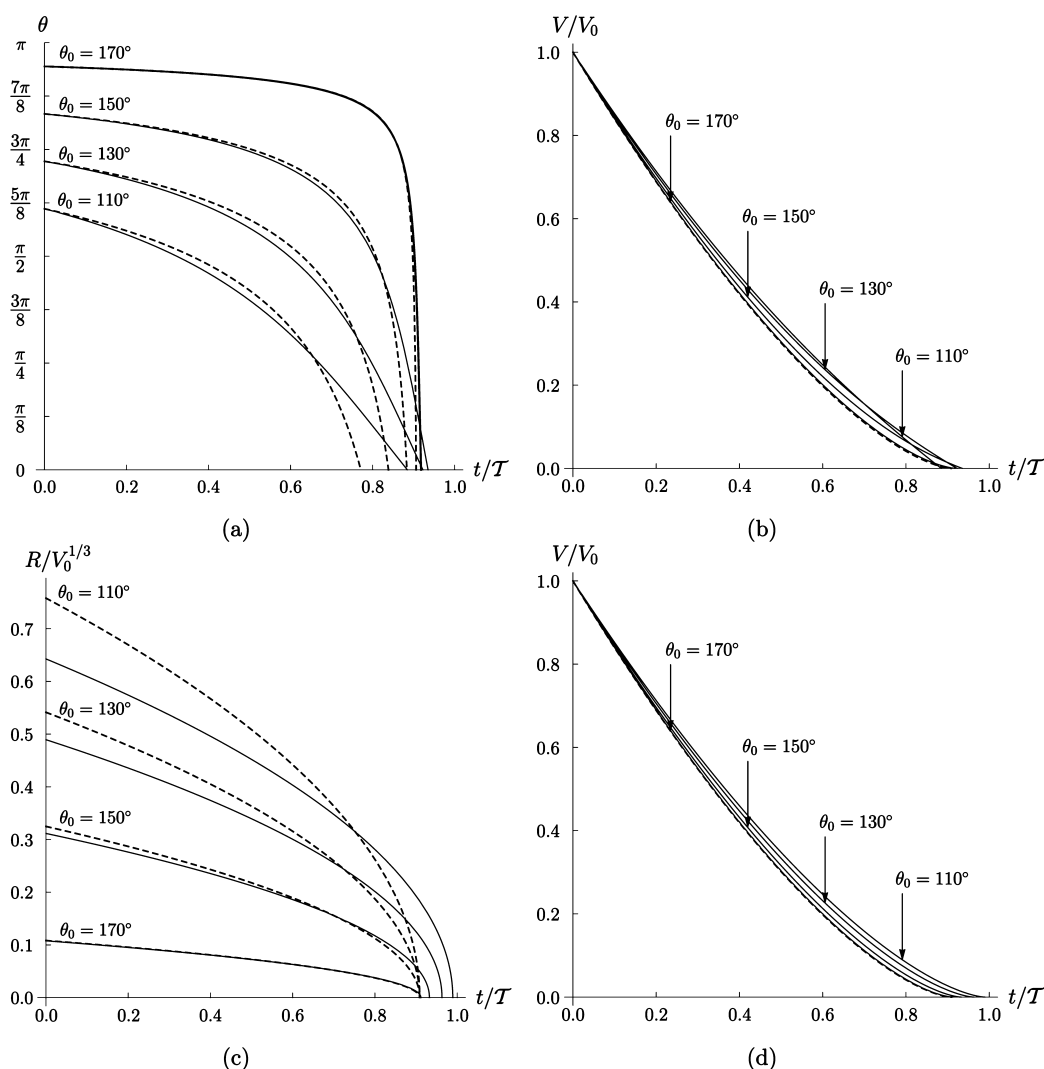 θ
π
θ₀ = 170°
7π/8
θ₀ = 150°
3π/4
θ₀ = 130°
5π/8
θ₀ = 110°
π/2
3π/8
π/4
π/8
0
0.0 0.2 0.4 0.6 0.8 1.0 t/𝒯
(a)
V/V₀
1.0
θ₀ = 170°
0.8
θ₀ = 150°
0.6
θ₀ = 130°
0.4
θ₀ = 110°
0.2
0.0
0.0 0.2 0.4 0.6 0.8 1.0 t/𝒯
(b)
R/V₀^{1/3}
θ₀ = 110°
0.7
0.6
θ₀ = 130°
0.5
0.4
θ₀ = 150°
0.3
0.2
θ₀ = 170°
0.1
0.0
0.0 0.2 0.4 0.6 0.8 1.0 t/𝒯
(c)
V/V₀
1.0
θ₀ = 170°
0.8
θ₀ = 150°
0.6
θ₀ = 130°
0.4
θ₀ = 110°
0.2
0.0
0.0 0.2 0.4 0.6 0.8 1.0 t/𝒯
(d)